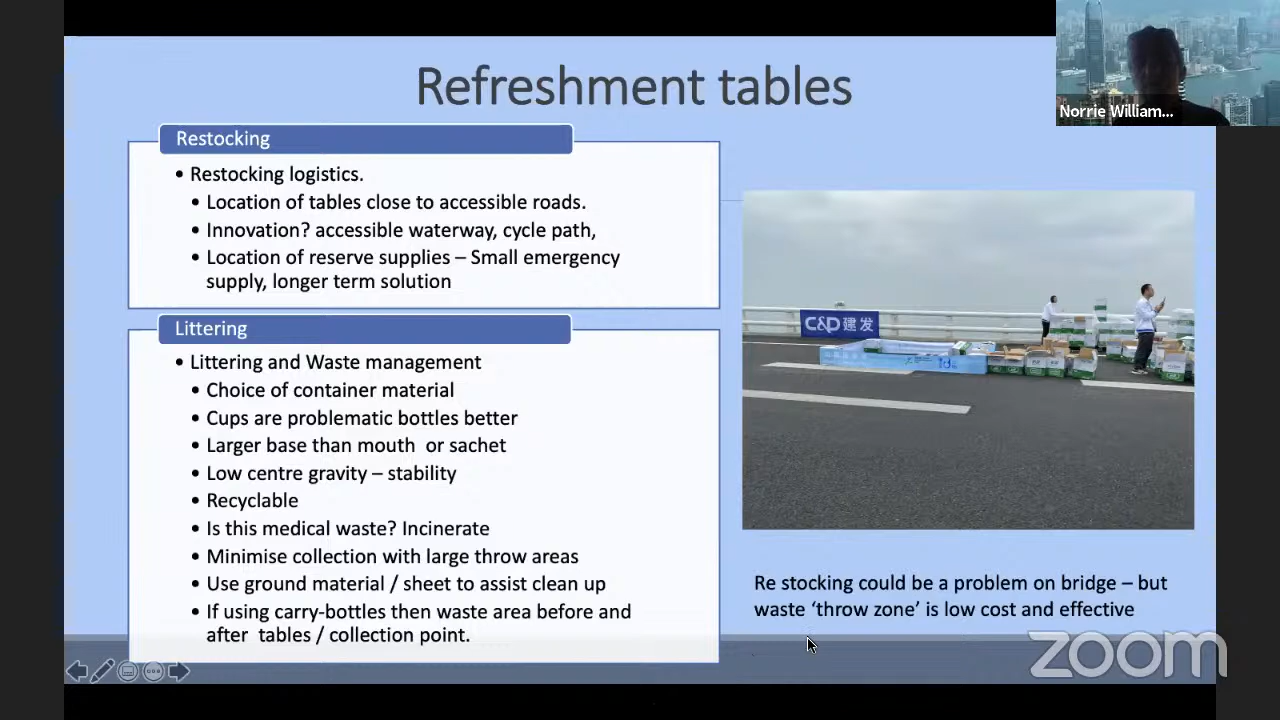 Refreshment tables
Norrie William...
Restocking
• Restocking logistics.
• Location of tables close to accessible roads.
• Innovation? accessible waterway, cycle path,
• Location of reserve supplies – Small emergency
supply, longer term solution
Littering
• Littering and Waste management
• Choice of container material
• Cups are problematic bottles better
• Larger base than mouth or sachet
• Low centre gravity – stability
• Recyclable
• Is this medical waste? Incinerate
• Minimise collection with large throw areas
• Use ground material / sheet to assist clean up
• If using carry-bottles then waste area before and
after tables / collection point.
C&D 建发
Re stocking could be a problem on bridge – but
waste ‘throw zone’ is low cost and effective
zoom